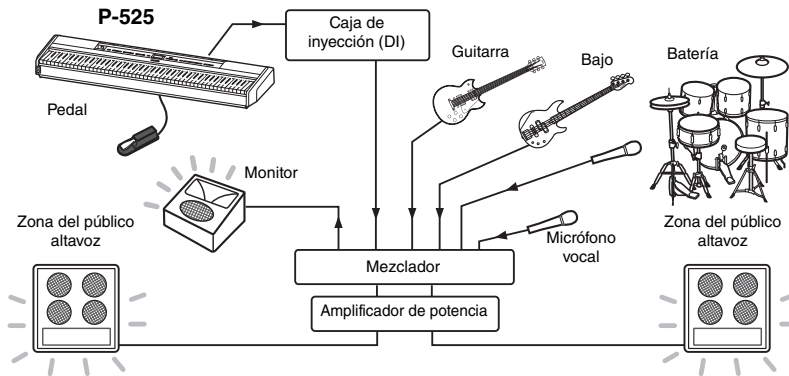 P-525
Caja de
inyección (DI)
Guitarra
Bajo
Batería
Pedal
Monitor
Zona del público
altavoz
Micrófono
vocal
Zona del público
altavoz
Mezclador
Amplificador de potencia